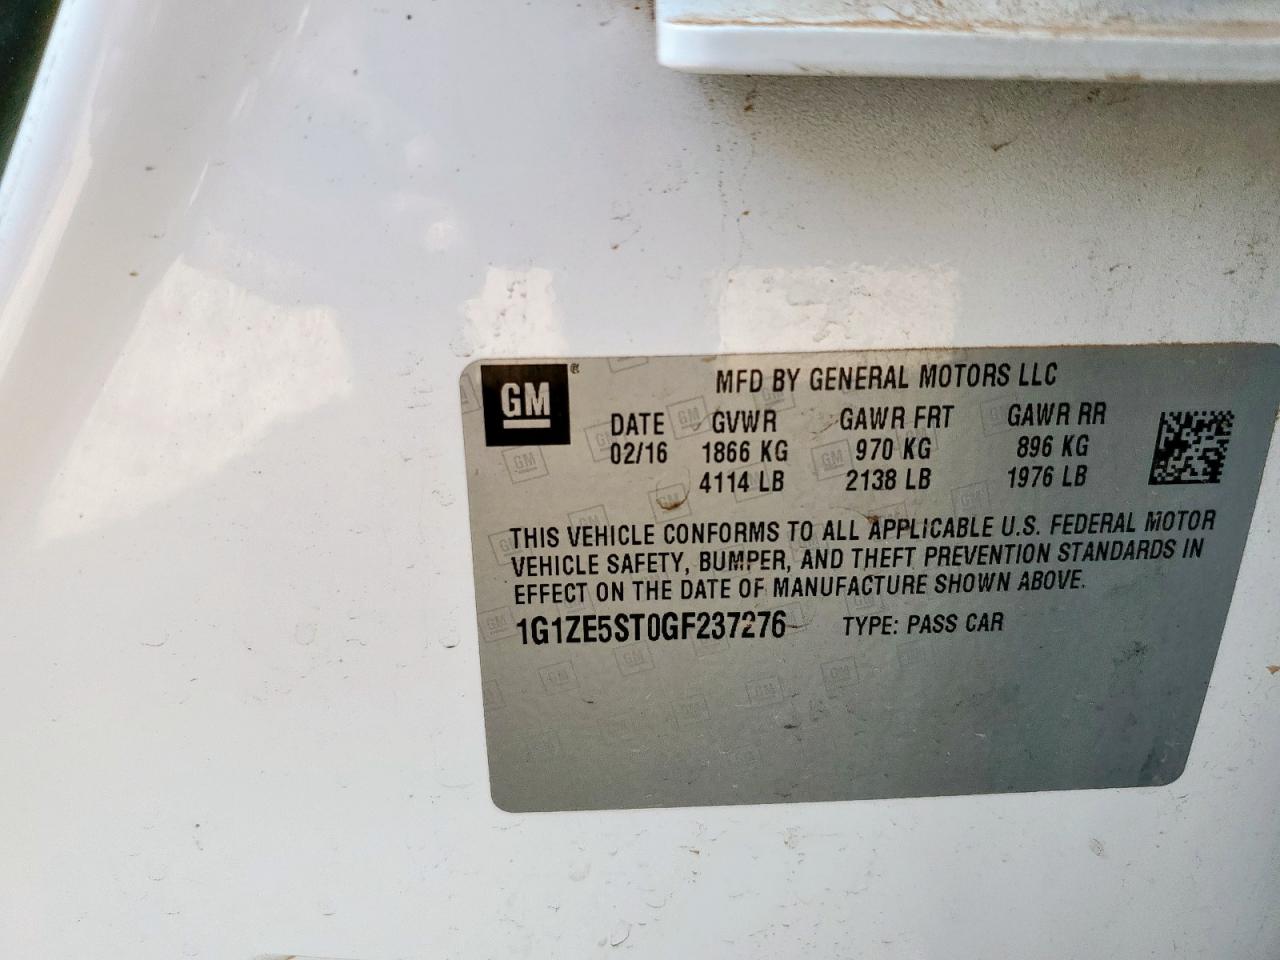 GM®
MFD BY GENERAL MOTORS LLC
DATE GVWR GAWR FRT GAWR RR
02/16 1866 KG 970 KG 896 KG
4114 LB 2138 LB 1976 LB
THIS VEHICLE CONFORMS TO ALL APPLICABLE U.S. FEDERAL MOTOR
VEHICLE SAFETY, BUMPER, AND THEFT PREVENTION STANDARDS IN
EFFECT ON THE DATE OF MANUFACTURE SHOWN ABOVE.
1G1ZE5ST0GF237276 TYPE: PASS CAR